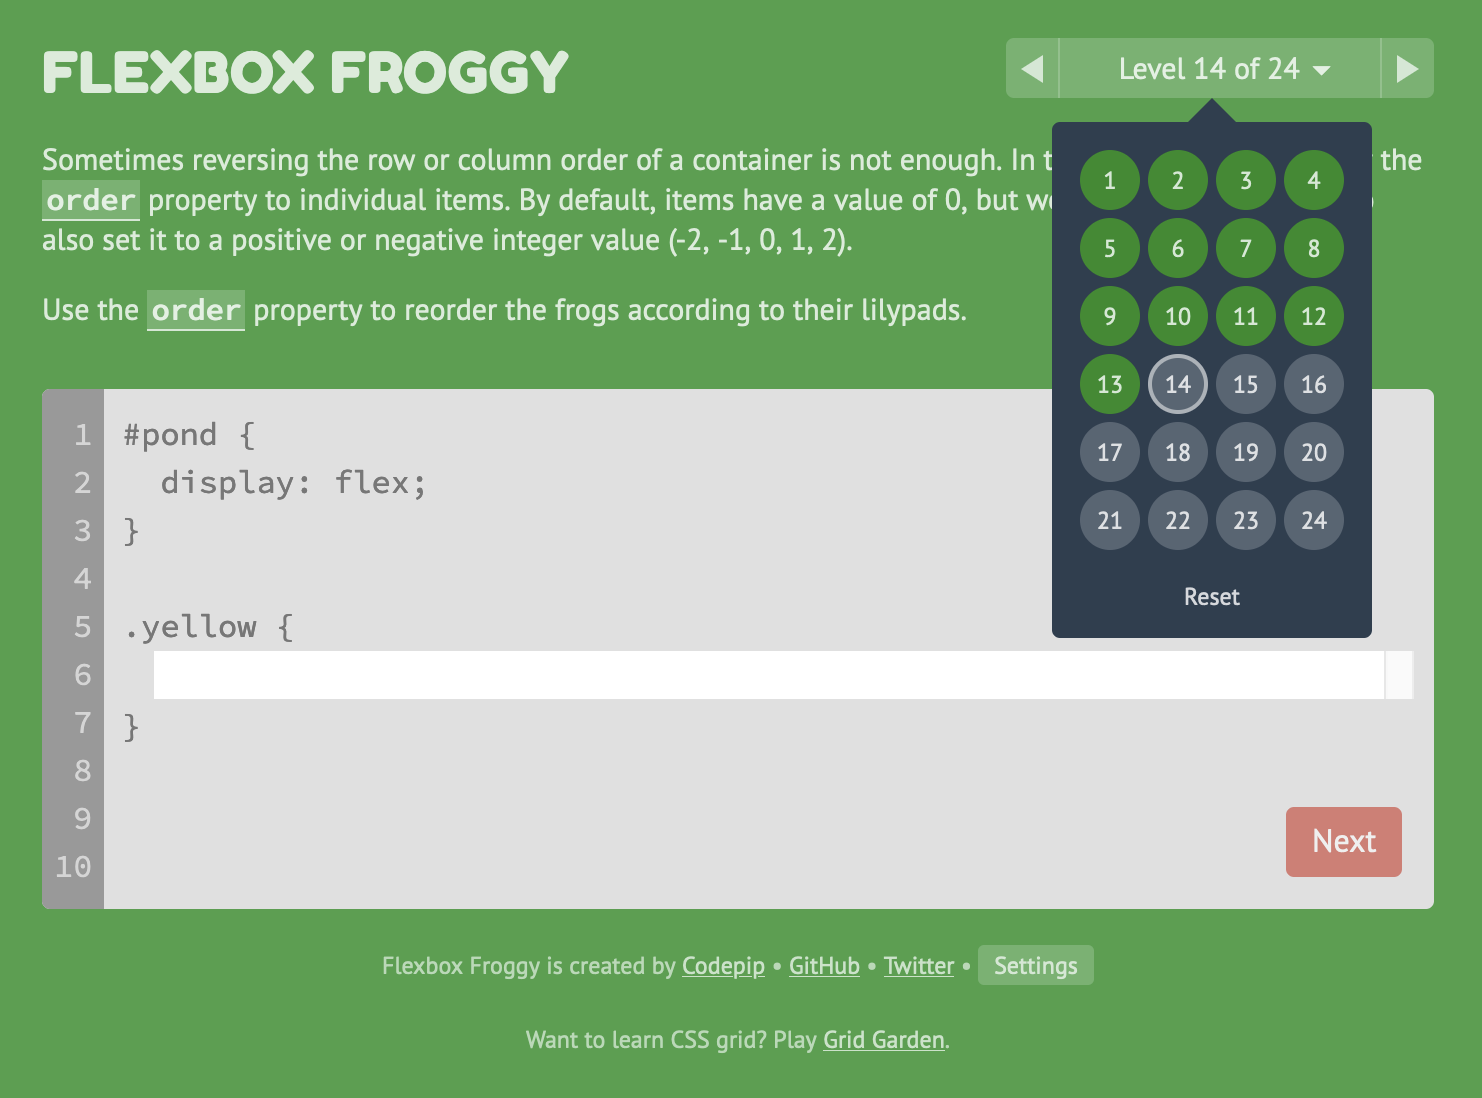 FLEXBOX FROGGY
Level 14 of 24
Sometimes reversing the row or column order of a container is not enough. In the
order property to individual items. By default, items have a value of 0, but
also set it to a positive or negative integer value (-2, -1, 0, 1, 2).
Use the order property to reorder the frogs according to their lilypads.
1 2 3 4
5 6 7 8
9 10 11 12
13 14 15 16
17 18 19 20
21 22 23 24
Reset
1 #pond {
2 display: flex;
3 }
4
5 .yellow {
6
7 }
8
9
10
Next
Flexbox Froggy is created by Codepip • GitHub • Twitter • Settings
Want to learn CSS grid? Play Grid Garden.